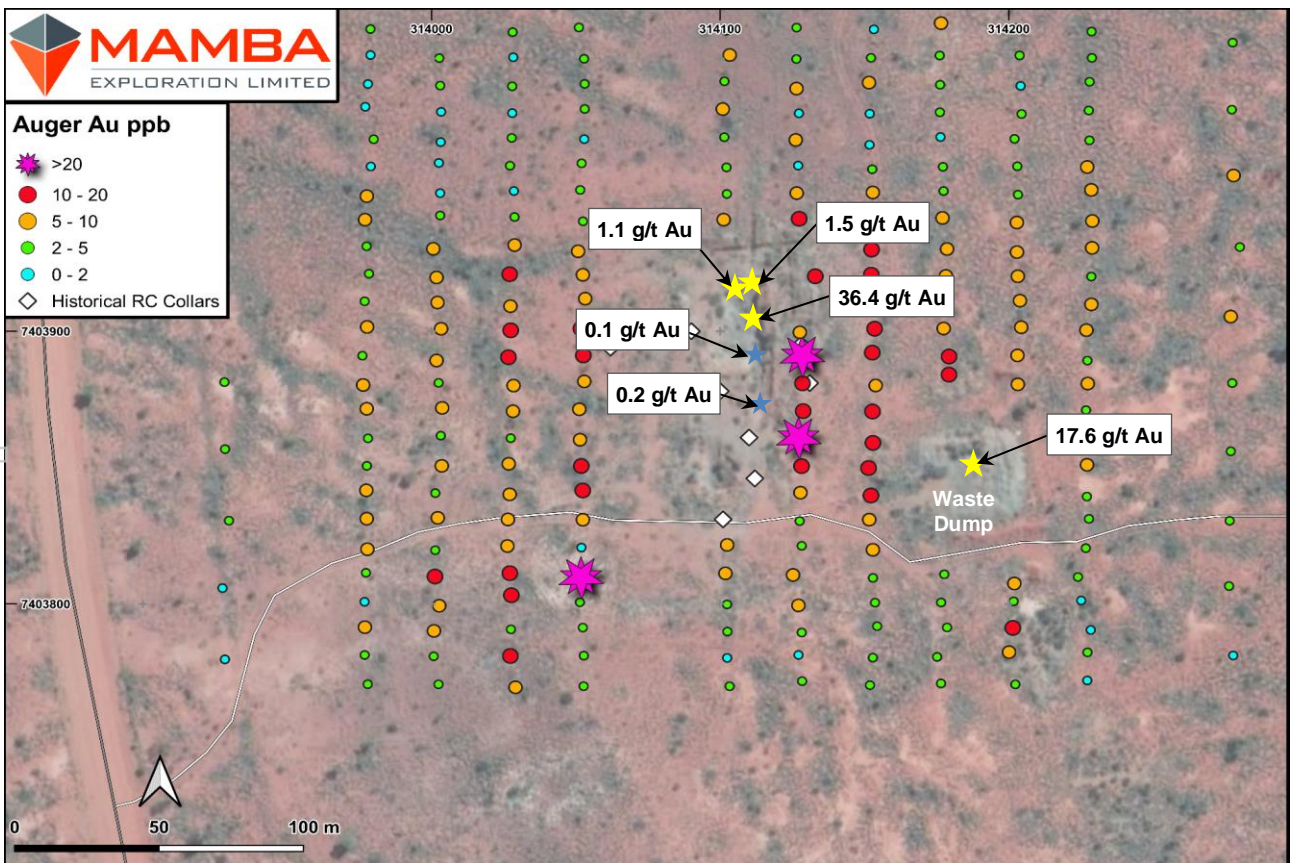 MAMBA
EXPLORATION LIMITED
314000
314100
314200
Auger Au ppb
>20
10 - 20
5 - 10
2 - 5
0 - 2
Historical RC Collars
1.1 g/t Au
1.5 g/t Au
36.4 g/t Au
7403900
0.1 g/t Au
0.2 g/t Au
17.6 g/t Au
Waste
Dump
7403800
0
50
100 m